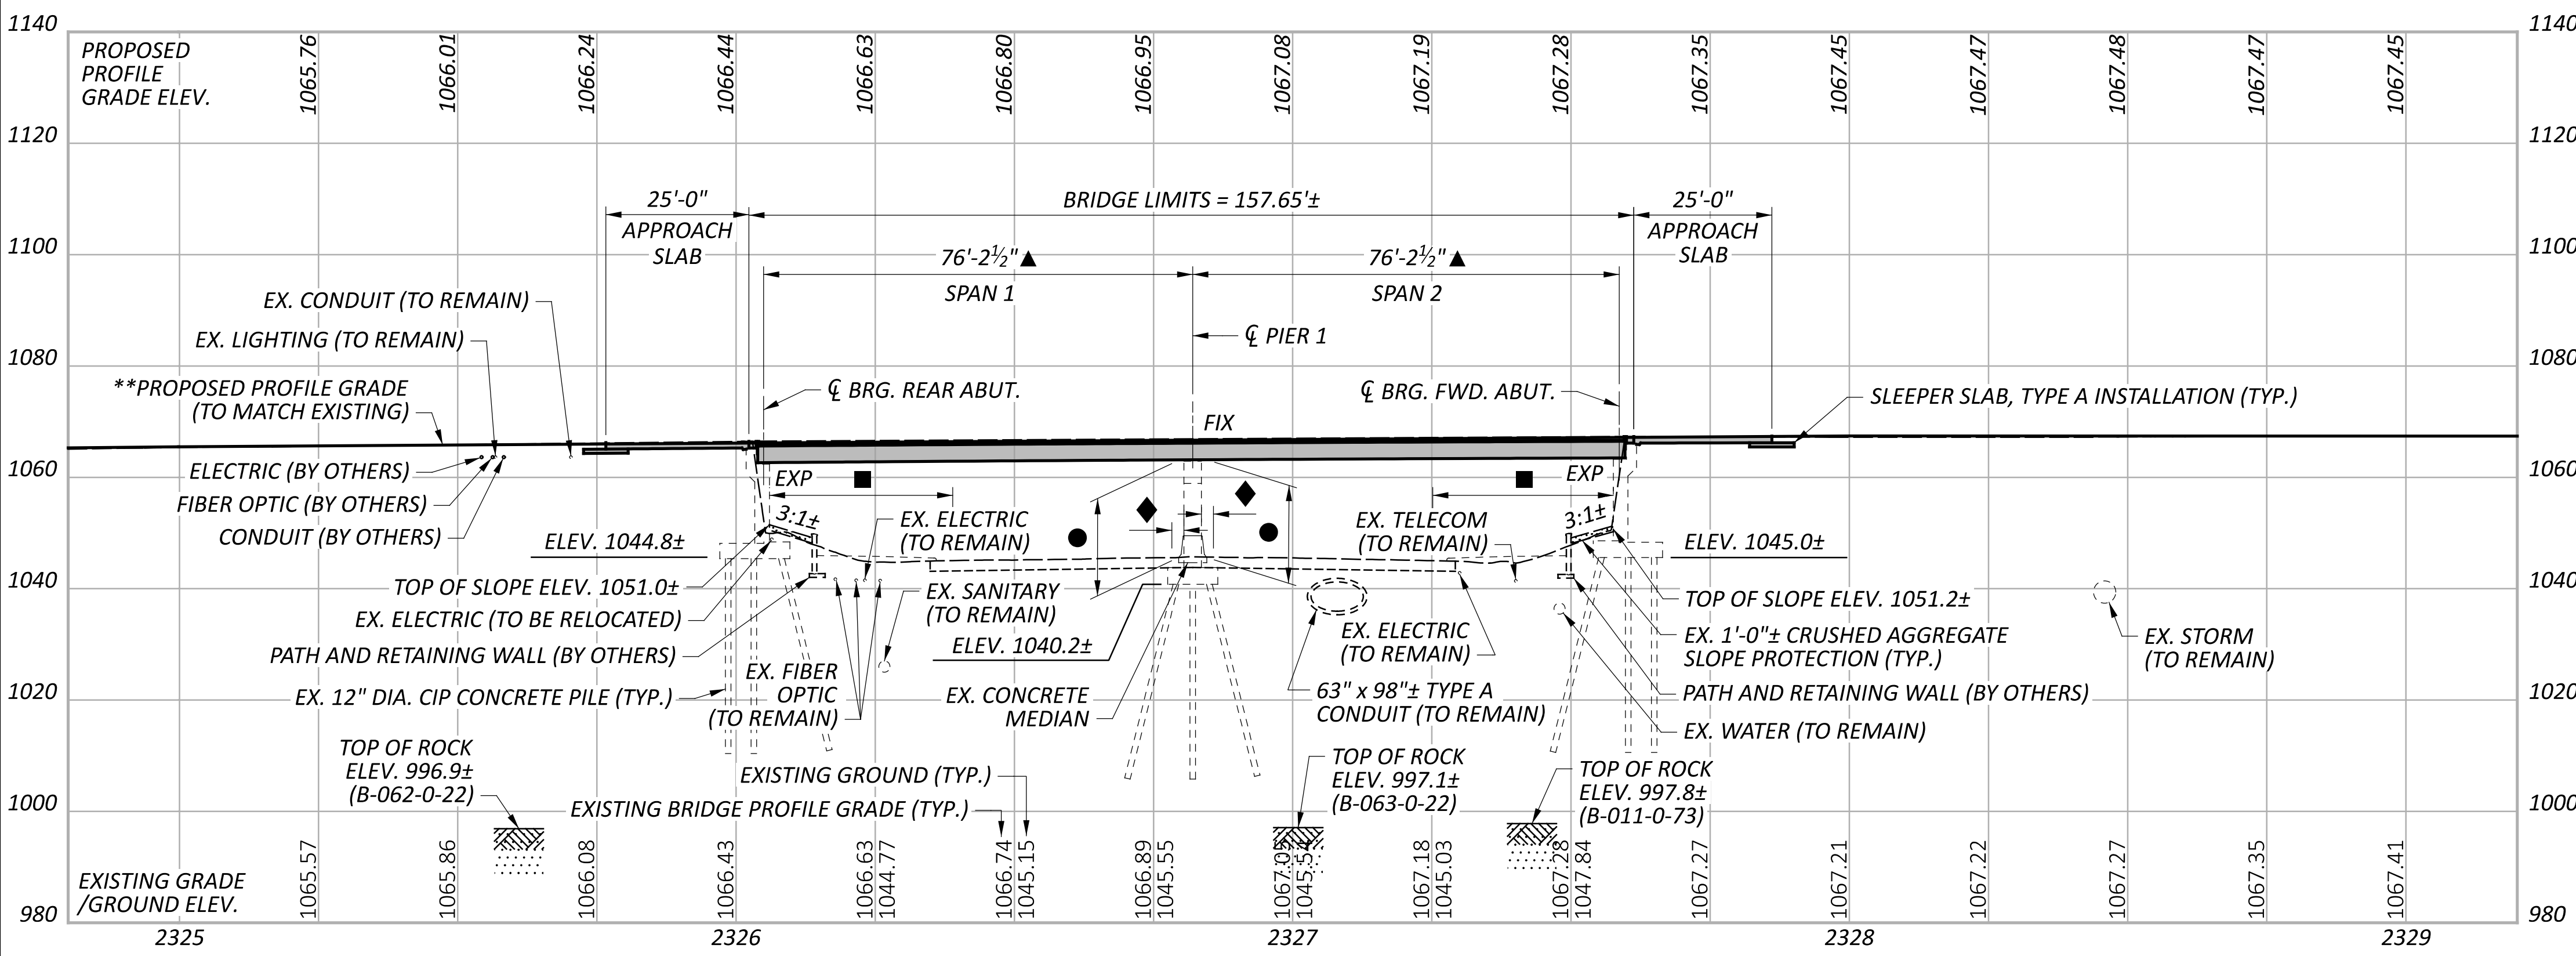 1140
1140
PROPOSED
PROFILE
GRADE ELEV.
1065.76
1066.01
1066.24
1066.44
1066.63
1066.80
1066.95
1067.08
1067.19
1067.28
1067.35
1067.45
1067.47
1067.48
1067.47
1067.45
1120
1120
25'-0"
APPROACH
SLAB
BRIDGE LIMITS = 157.65'±
25'-0"
APPROACH
SLAB
1100
1100
76'-2½" ▲
SPAN 1
76'-2½" ▲
SPAN 2
EX. CONDUIT (TO REMAIN)
EX. LIGHTING (TO REMAIN)
℄ PIER 1
1080
1080
**PROPOSED PROFILE GRADE
(TO MATCH EXISTING)
℄ BRG. REAR ABUT.
℄ BRG. FWD. ABUT.
SLEEPER SLAB, TYPE A INSTALLATION (TYP.)
FIX
1060
1060
ELECTRIC (BY OTHERS)
FIBER OPTIC (BY OTHERS)
CONDUIT (BY OTHERS)
EXP ■
■ EXP
3:1±
3:1±
◆ ◆
● ●
ELEV. 1044.8±
EX. ELECTRIC
(TO REMAIN)
EX. TELECOM
(TO REMAIN)
ELEV. 1045.0±
1040
1040
TOP OF SLOPE ELEV. 1051.0±
EX. ELECTRIC (TO BE RELOCATED)
PATH AND RETAINING WALL (BY OTHERS)
EX. 12" DIA. CIP CONCRETE PILE (TYP.)
EX. FIBER
OPTIC
(TO REMAIN)
EX. SANITARY
(TO REMAIN)
ELEV. 1040.2±
EX. CONCRETE
MEDIAN
EX. ELECTRIC
(TO REMAIN)
63" x 98"± TYPE A
CONDUIT (TO REMAIN)
TOP OF SLOPE ELEV. 1051.2±
EX. 1'-0"± CRUSHED AGGREGATE
SLOPE PROTECTION (TYP.)
PATH AND RETAINING WALL (BY OTHERS)
EX. WATER (TO REMAIN)
EX. STORM
(TO REMAIN)
1020
1020
TOP OF ROCK
ELEV. 996.9±
(B-062-0-22)
EXISTING GROUND (TYP.)
EXISTING BRIDGE PROFILE GRADE (TYP.)
TOP OF ROCK
ELEV. 997.1±
(B-063-0-22)
TOP OF ROCK
ELEV. 997.8±
(B-011-0-73)
1000
1000
EXISTING GRADE
/GROUND ELEV.
1065.57
1065.86
1066.08
1066.43
1066.63
1044.77
1066.74
1045.15
1066.89
1045.55
1067.05
1045.54
1067.18
1045.03
1067.28
1047.84
1067.27
1067.21
1067.22
1067.27
1067.35
1067.41
980
980
2325
2326
2327
2328
2329